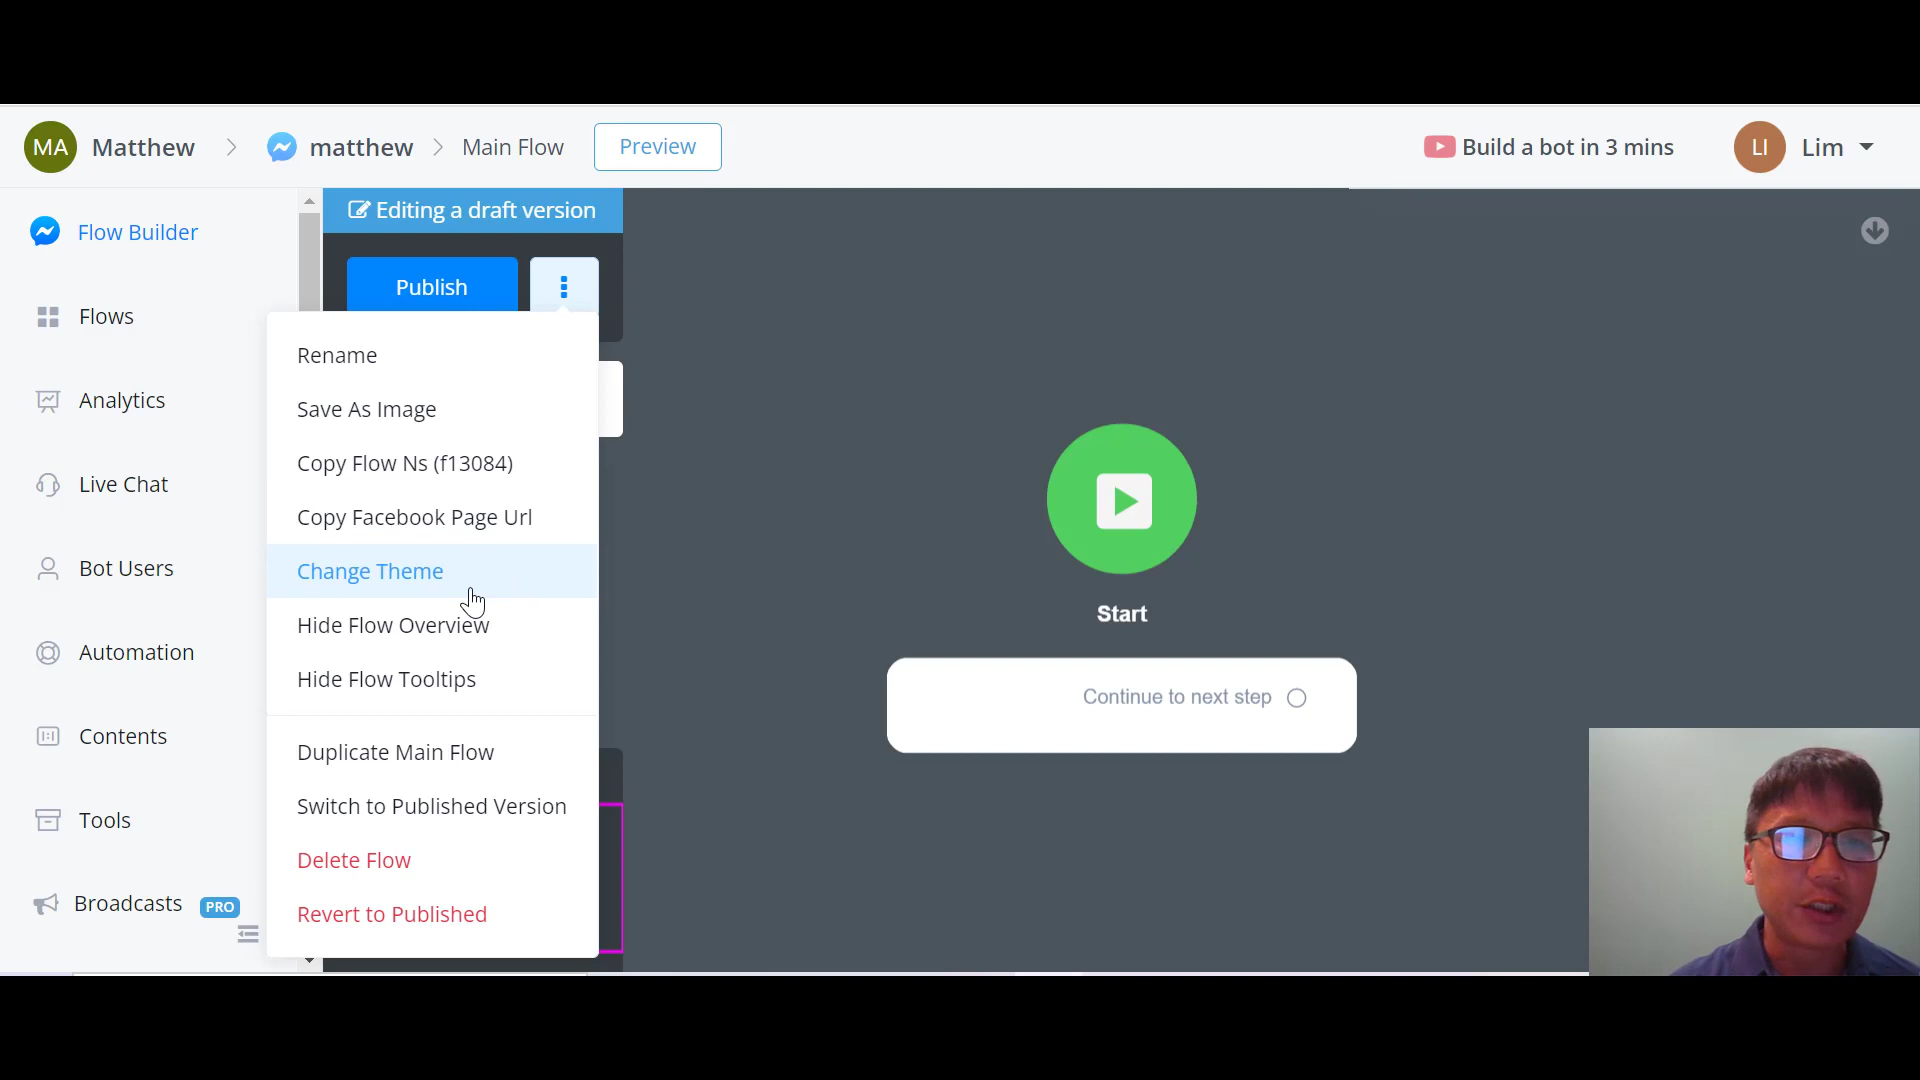 MA Matthew matthew Main Flow Preview Build a bot in 3 mins LI Lim
Flow Builder
Flows
Analytics
Live Chat
Bot Users
Automation
Contents
Tools
Broadcasts PRO
Editing a draft version
Publish
Rename
Save As Image
Copy Flow Ns (f13084)
Copy Facebook Page Url
Change Theme
Hide Flow Overview
Hide Flow Tooltips
Duplicate Main Flow
Switch to Published Version
Delete Flow
Revert to Published
Start
Continue to next step